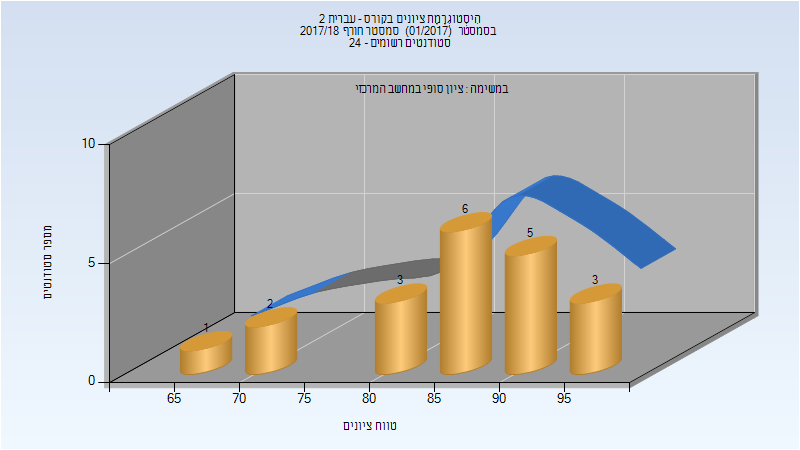 היסטוגרמת ציונים בקורס - עברית 2
בסמסטר (01/2017) סמסטר חורף 2017/18
סטודנטים רשומים - 24
במשימה : ציון סופי במחשב המרכזי
מספר סטודנטים
10
5
0
1
2
3
6
5
3
65
70
75
80
85
90
95
טווח ציונים